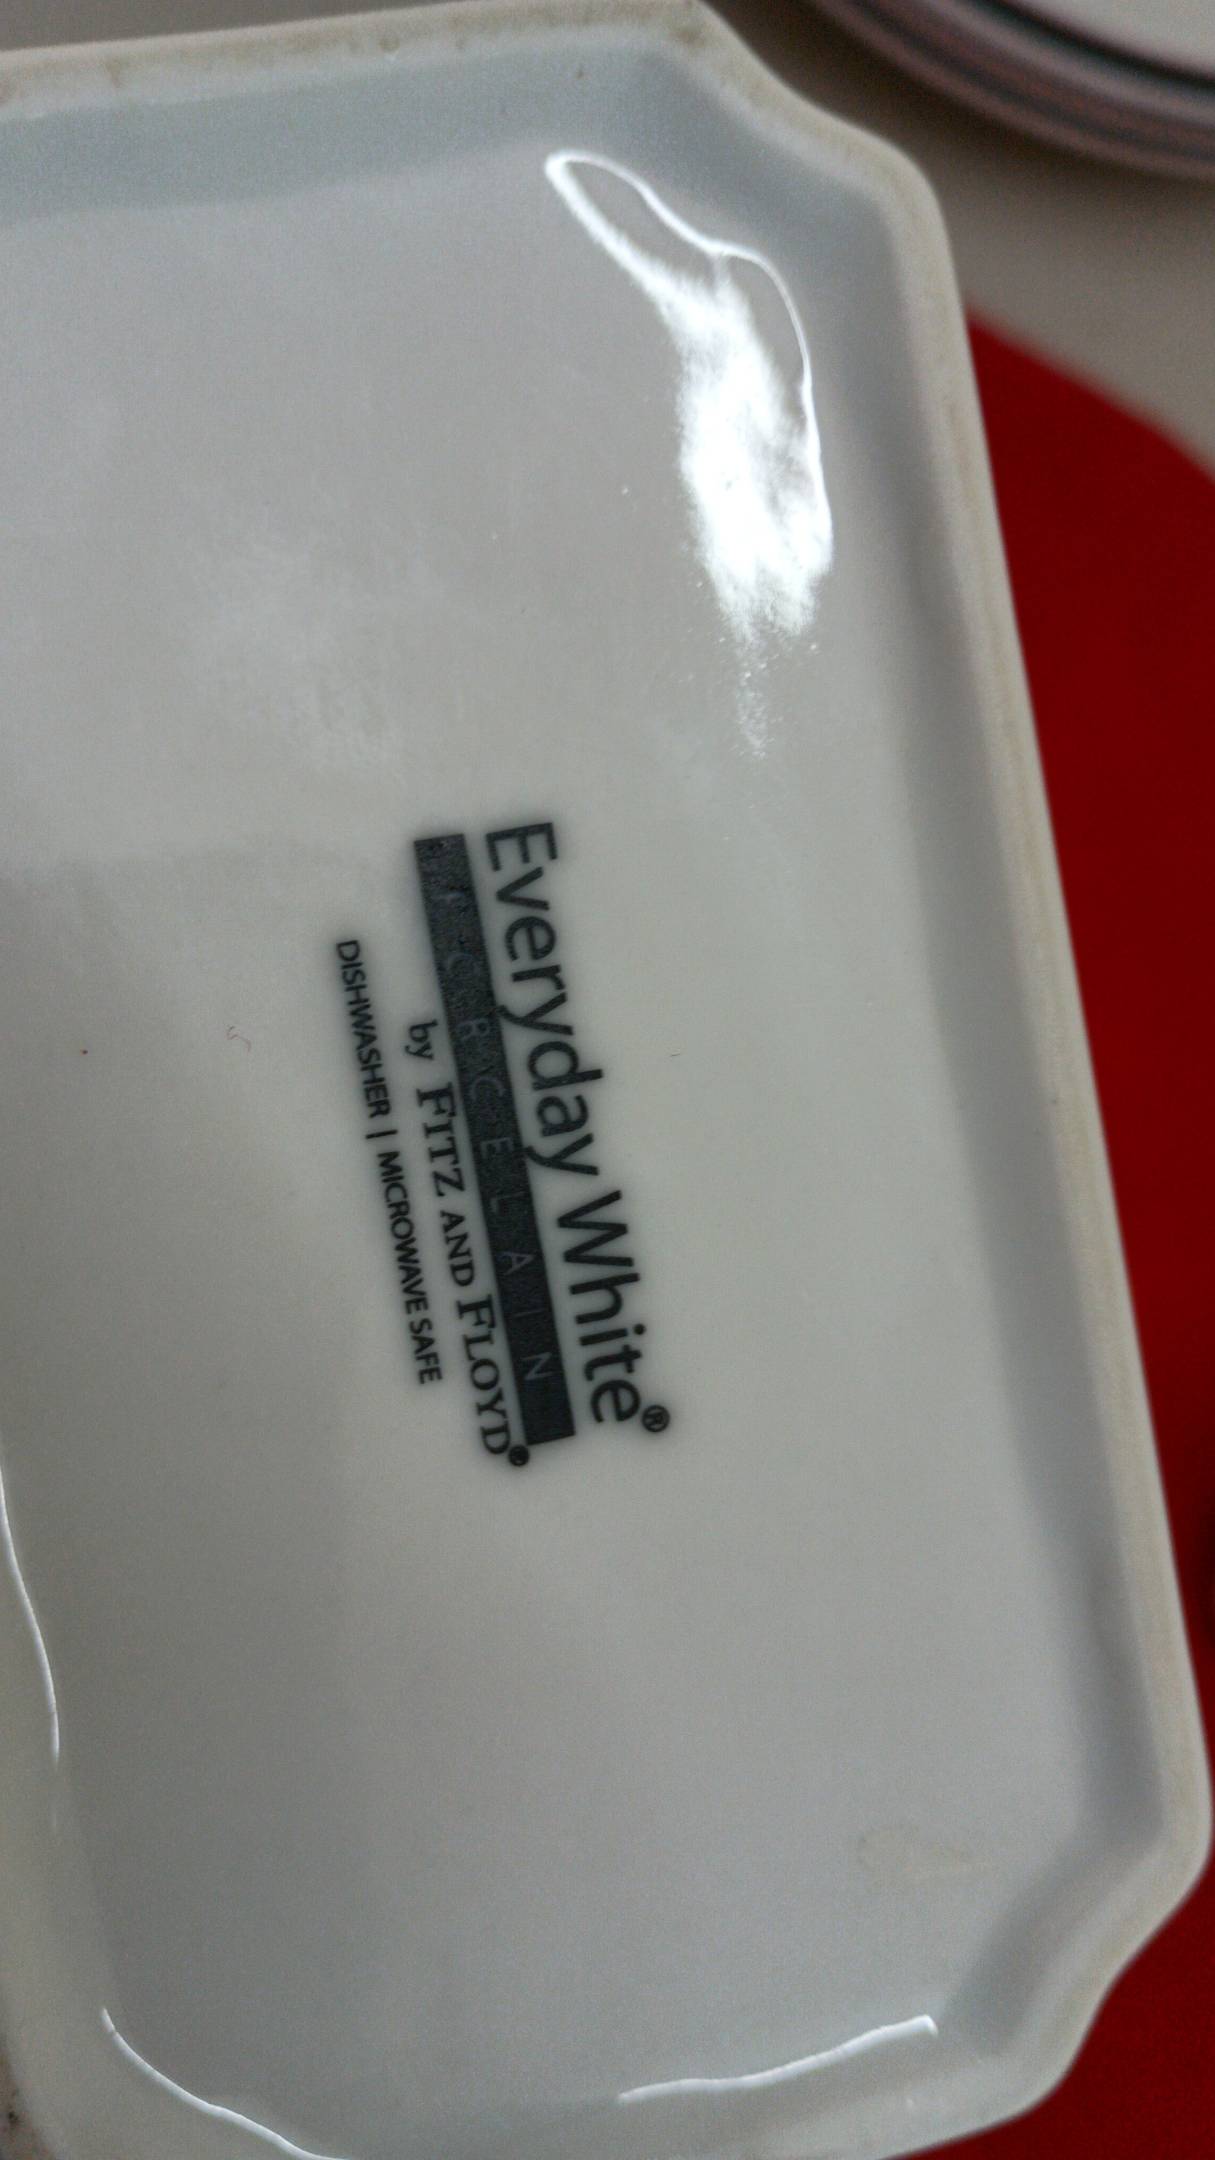 Everyday White®
PORCELAIN
by FITZ AND FLOYD®
DISHWASHER | MICROWAVE SAFE